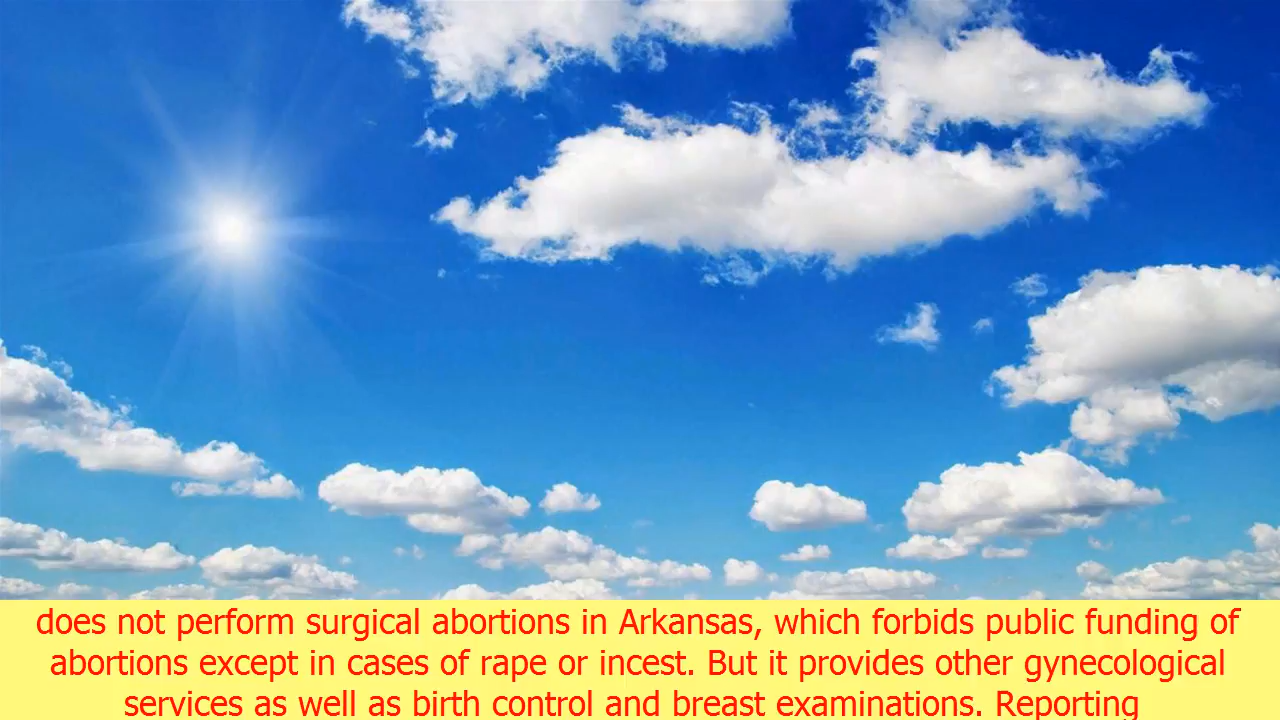 does not perform surgical abortions in Arkansas, which forbids public funding of
abortions except in cases of rape or incest. But it provides other gynecological
services as well as birth control and breast examinations. Reporting